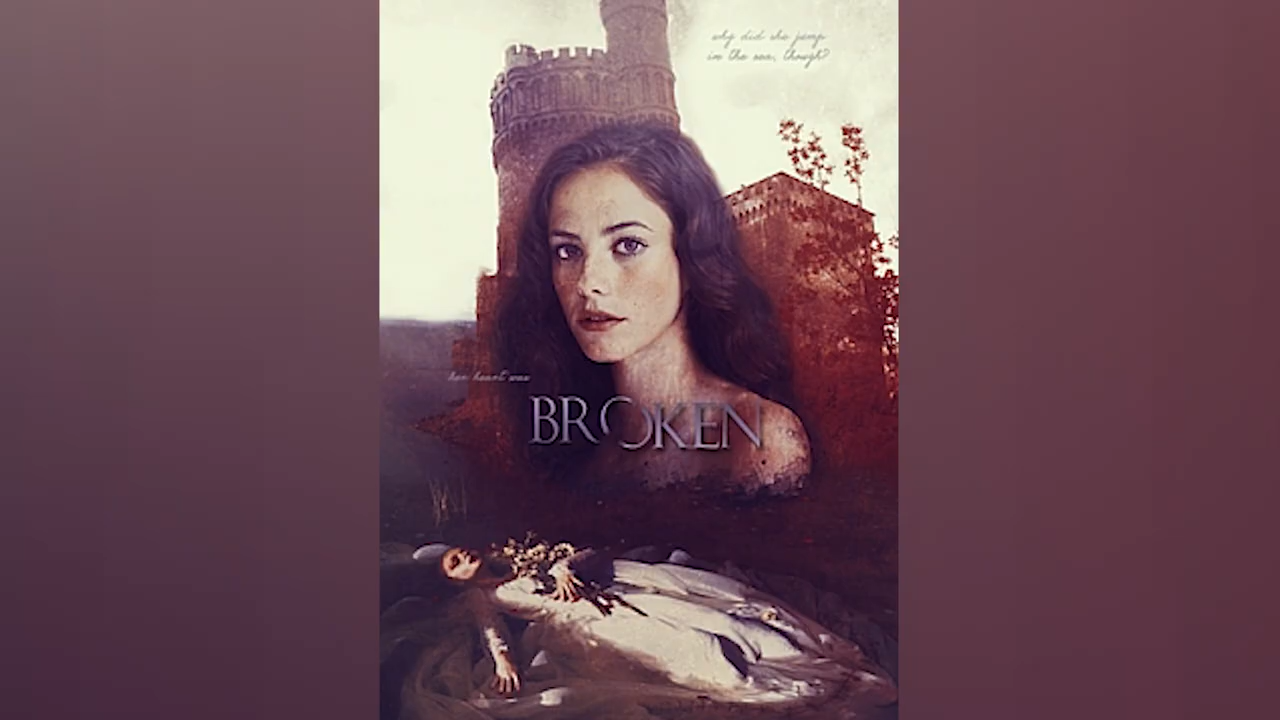 why did she jump
in the sea, though?
her heart was
BROKEN